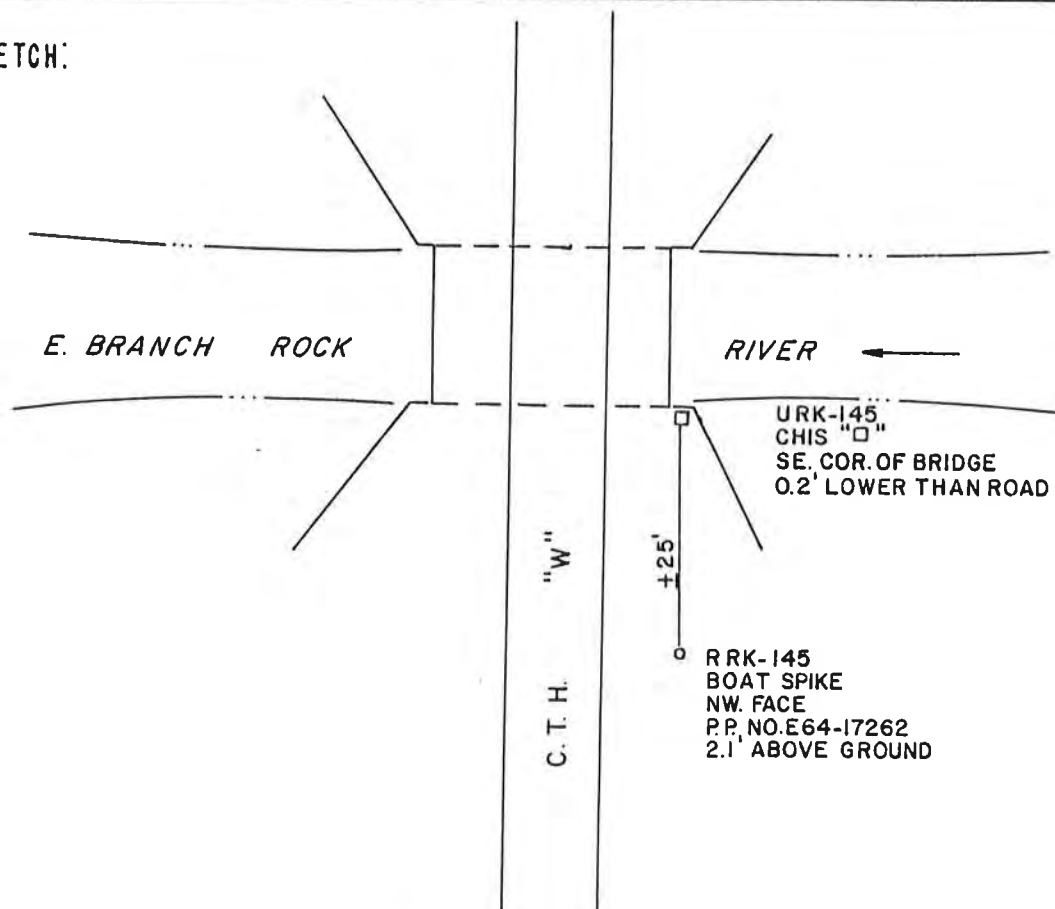 ETCH:
E. BRANCH ROCK RIVER
URK-145
CHIS "□"
SE. COR. OF BRIDGE
0.2' LOWER THAN ROAD
±25'
C. T. H. "W"
RRK-145
BOAT SPIKE
NW. FACE
P.P. NO. E64-17262
2.1' ABOVE GROUND